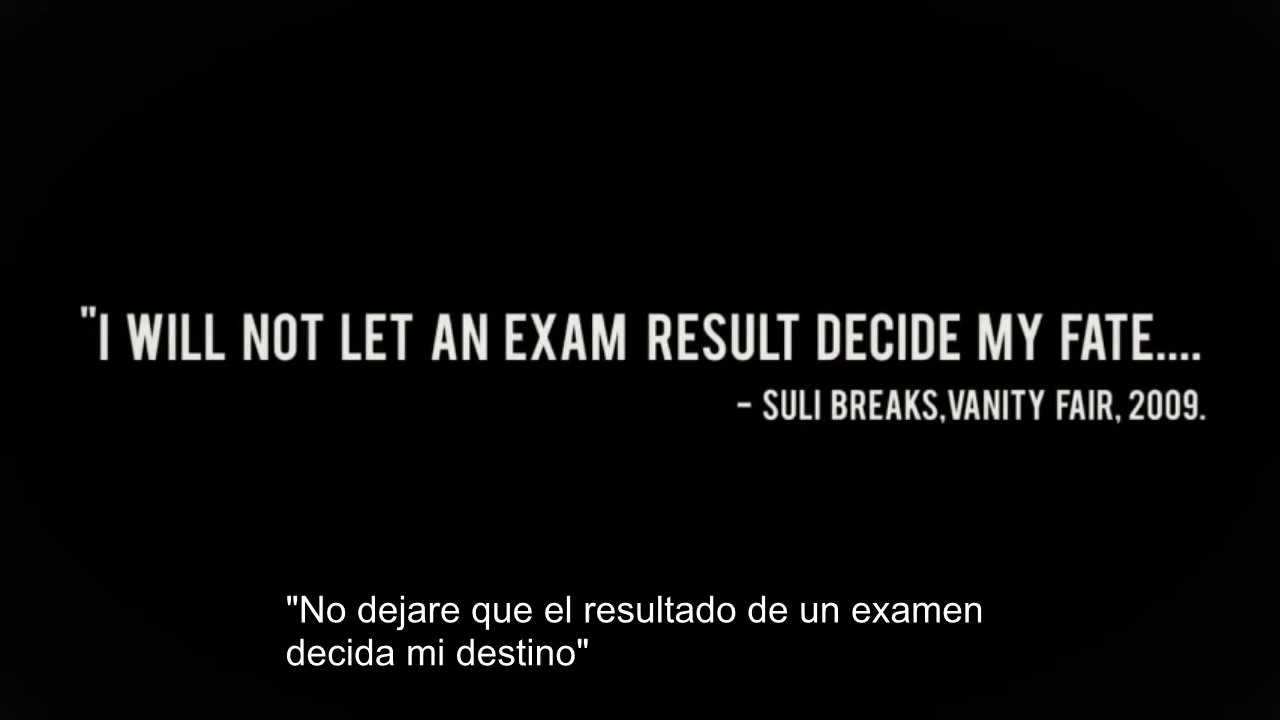 "I WILL NOT LET AN EXAM RESULT DECIDE MY FATE....
- SULI BREAKS,VANITY FAIR, 2009.
"No dejare que el resultado de un examen
decida mi destino"